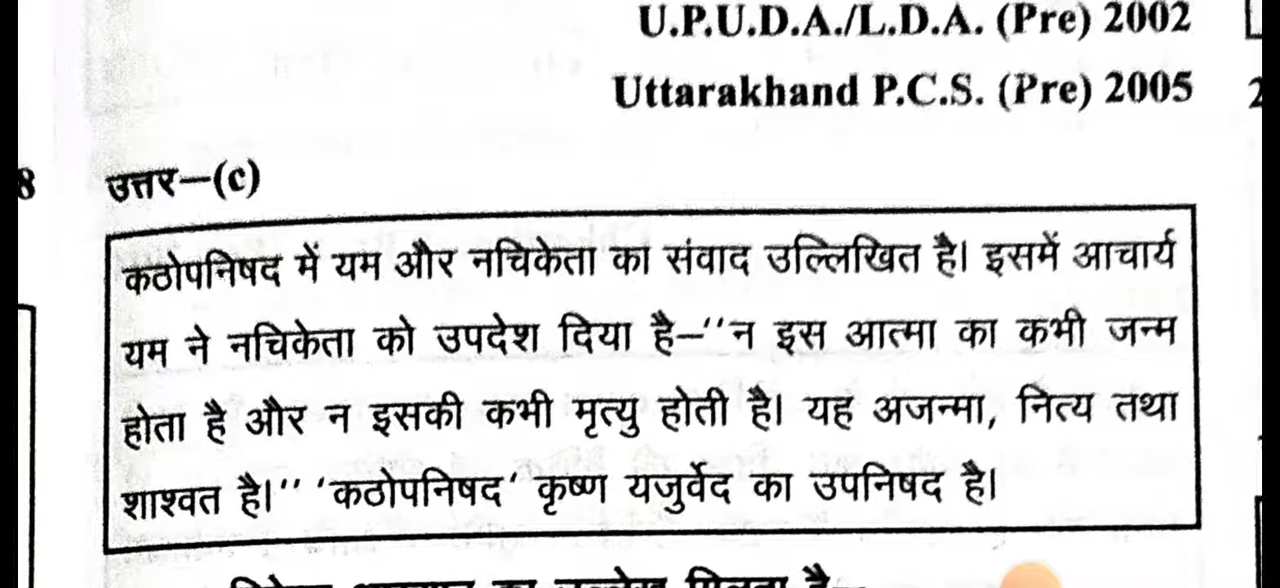 U.P.U.D.A./L.D.A. (Pre) 2002
Uttarakhand P.C.S. (Pre) 2005
8
उत्तर–(c)
कठोपनिषद में यम और नचिकेता का संवाद उल्लिखित है। इसमें आचार्य
यम ने नचिकेता को उपदेश दिया है–''न इस आत्मा का कभी जन्म
होता है और न इसकी कभी मृत्यु होती है। यह अजन्मा, नित्य तथा
शाश्वत है।'' 'कठोपनिषद' कृष्ण यजुर्वेद का उपनिषद है।